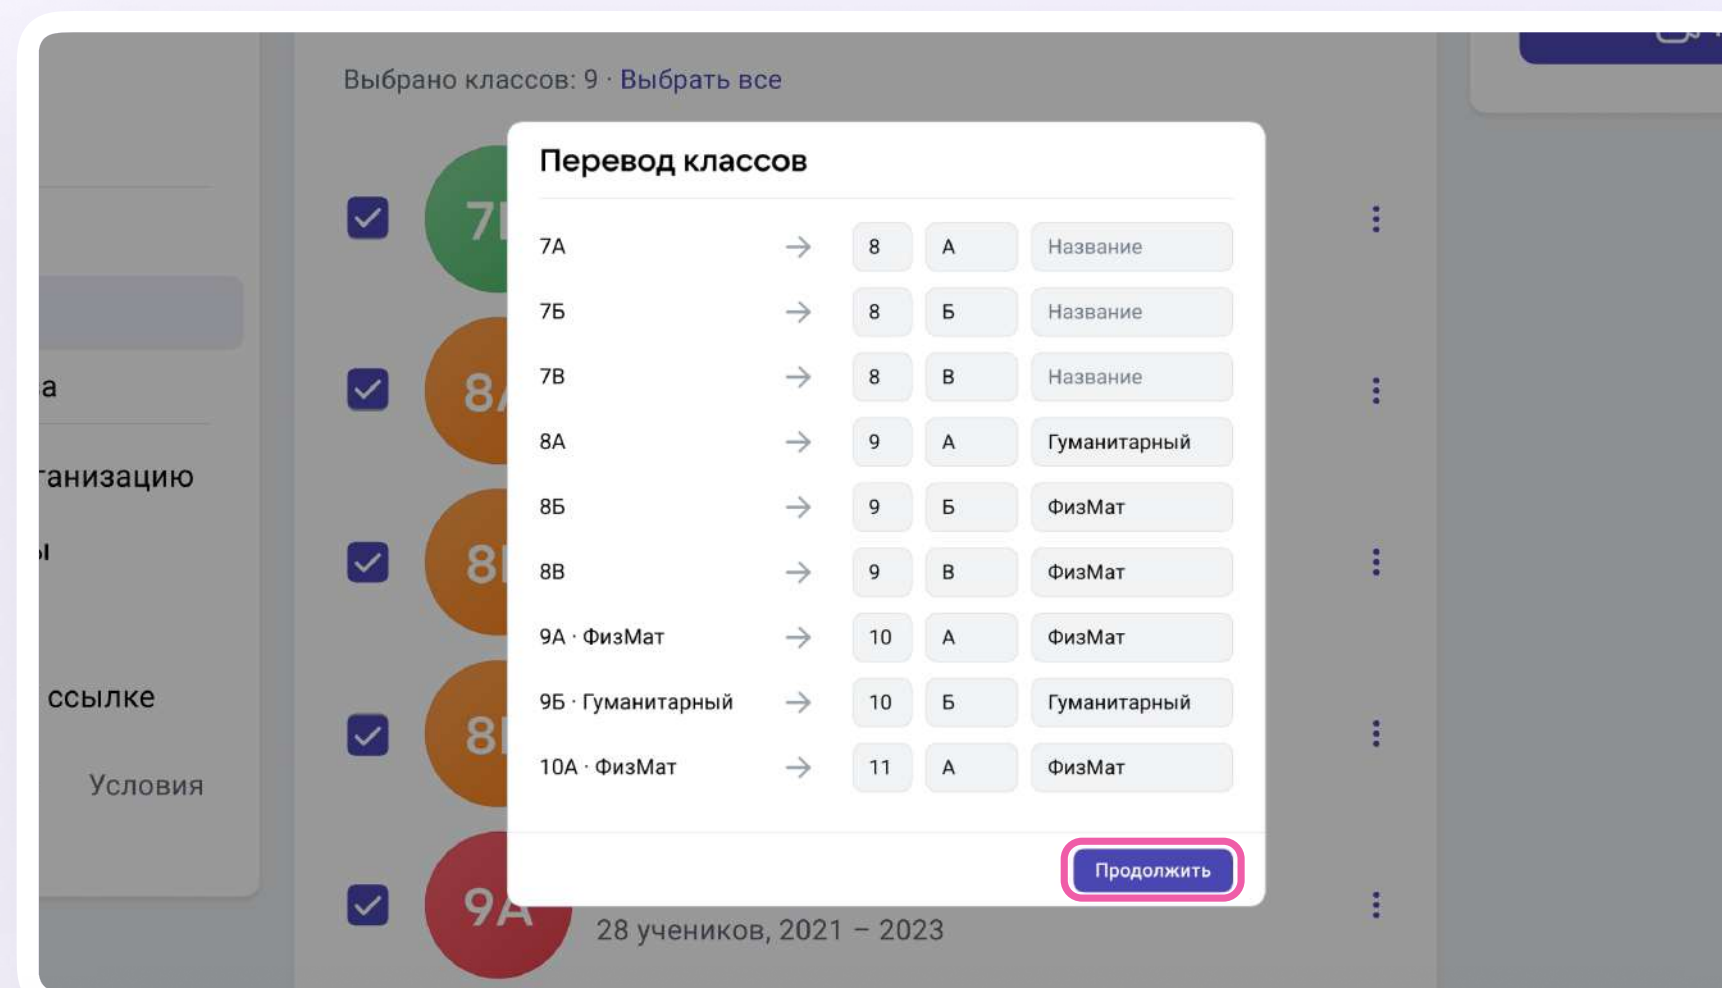 Выбрано классов: 9 · Выбрать все
Перевод классов
7А → 8 А Название
7Б → 8 Б Название
7В → 8 В Название
8А → 9 А Гуманитарный
8Б → 9 Б ФизМат
8В → 9 В ФизМат
9А · ФизМат → 10 А ФизМат
9Б · Гуманитарный → 10 Б Гуманитарный
10А · ФизМат → 11 А ФизМат
Продолжить
8А
9А
28 учеников, 2021 – 2023
ссылке
Условия